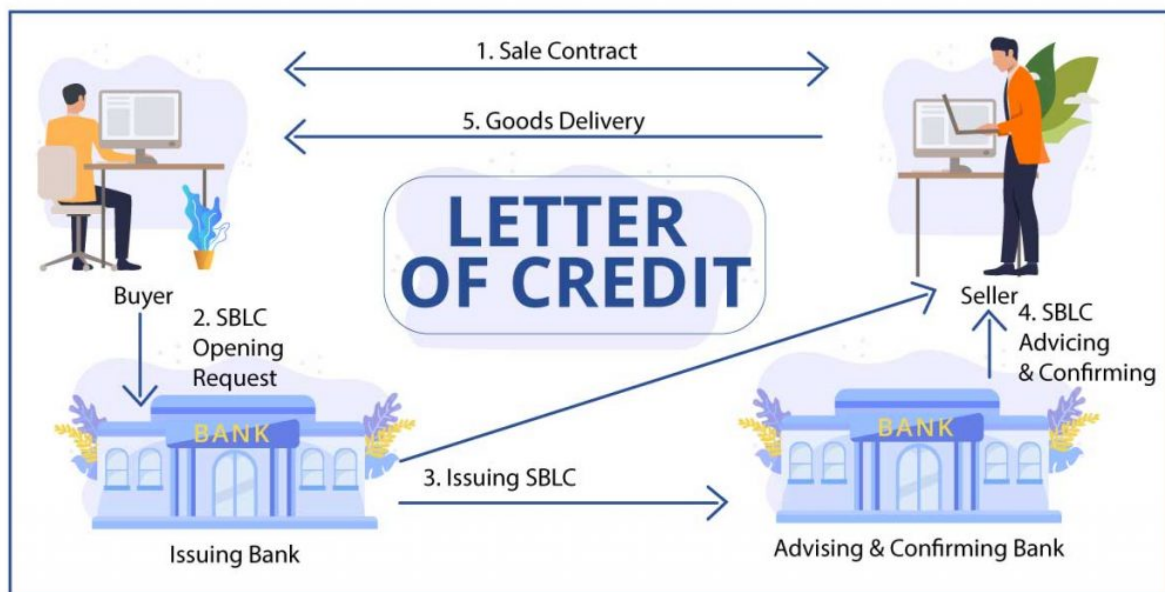 1. Sale Contract
5. Goods Delivery
LETTER
OF CREDIT
Buyer
Seller
2. SBLC
Opening
Request
4. SBLC
Advicing
& Confirming
BANK
BANK
3. Issuing SBLC
Issuing Bank
Advising & Confirming Bank